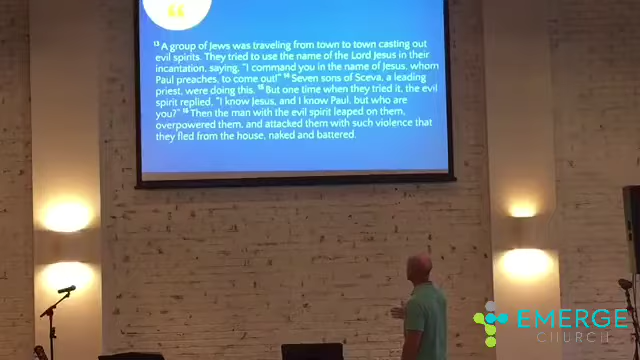 13 A group of Jews was traveling from town to town casting out
evil spirits. They tried to use the name of the Lord Jesus in their
incantation, saying, "I command you in the name of Jesus, whom
Paul preaches, to come out!" 14 Seven sons of Sceva, a leading
priest, were doing this. 15 But one time when they tried it, the evil
spirit replied, "I know Jesus, and I know Paul, but who are
you?" 16 Then the man with the evil spirit leaped on them,
overpowered them, and attacked them with such violence that
they fled from the house, naked and battered.
EMERGE
CHURCH